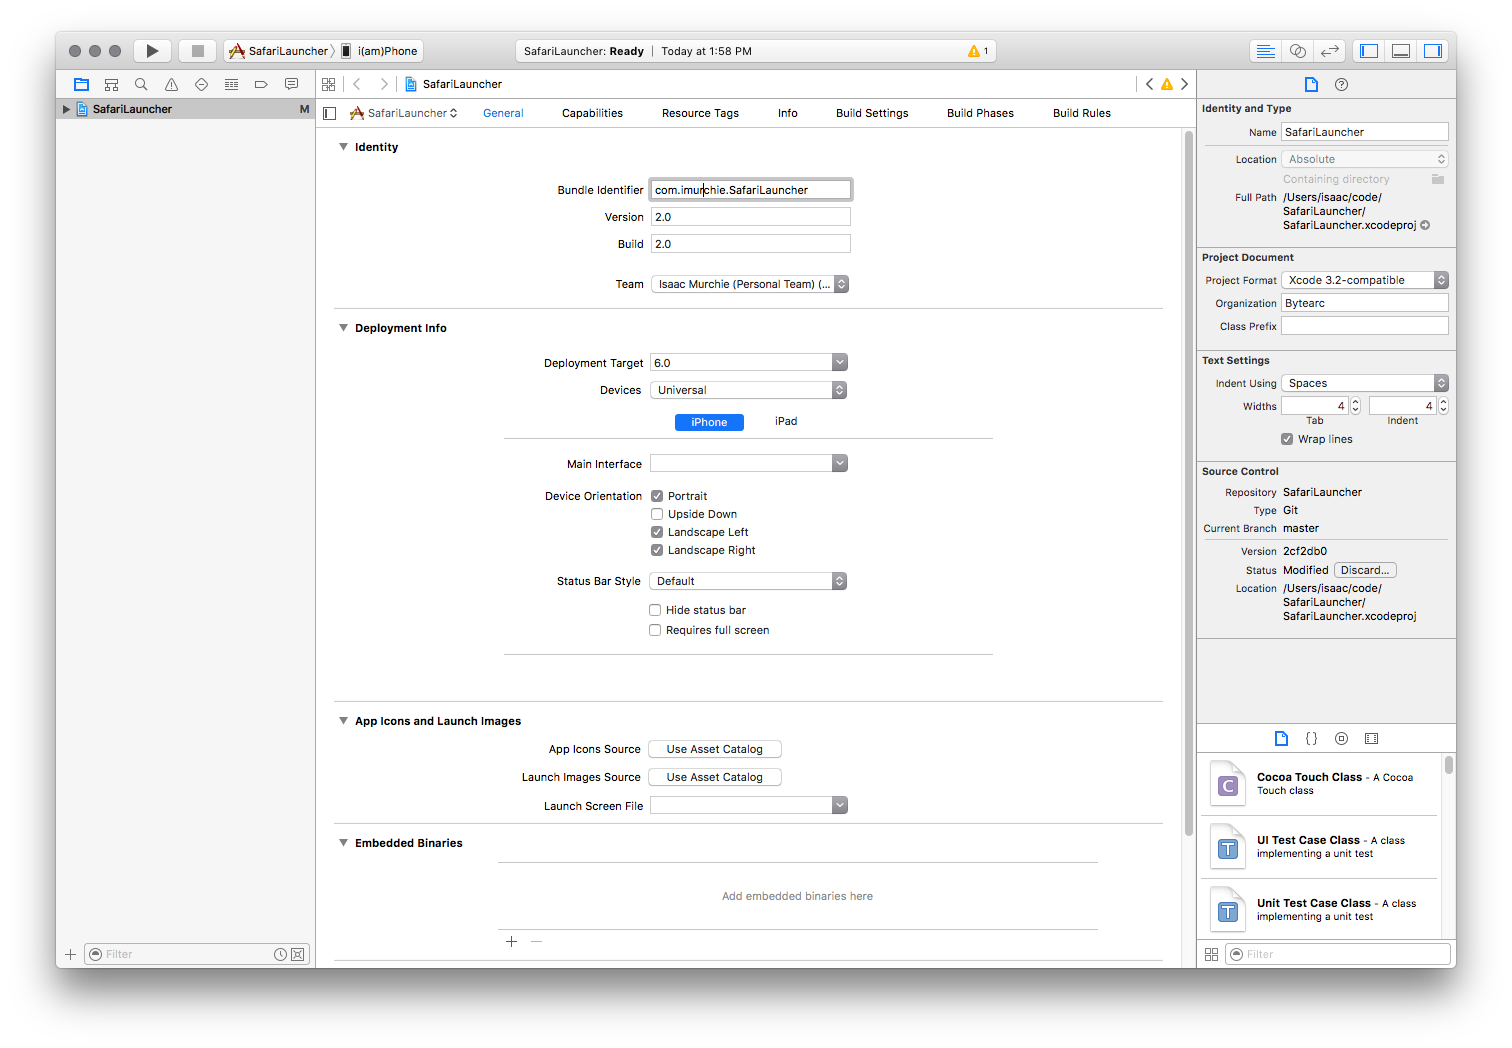 SafariLauncher
i(am)Phone
SafariLauncher: Ready | Today at 1:58 PM
1
SafariLauncher
M
SafariLauncher
SafariLauncher
General
Capabilities
Resource Tags
Info
Build Settings
Build Phases
Build Rules
Identity
Bundle Identifier com.imurchie.SafariLauncher
Version 2.0
Build 2.0
Team Isaac Murchie (Personal Team) (...
Deployment Info
Deployment Target 6.0
Devices Universal
iPhone iPad
Main Interface
Device Orientation Portrait
Upside Down
Landscape Left
Landscape Right
Status Bar Style Default
Hide status bar
Requires full screen
App Icons and Launch Images
App Icons Source Use Asset Catalog
Launch Images Source Use Asset Catalog
Launch Screen File
Embedded Binaries
Add embedded binaries here
Filter
Identity and Type
Name SafariLauncher
Location Absolute
Containing directory
Full Path /Users/isaac/code/
SafariLauncher/
SafariLauncher.xcodeproj
Project Document
Project Format Xcode 3.2-compatible
Organization Bytearc
Class Prefix
Text Settings
Indent Using Spaces
Widths 4 4
Tab Indent
Wrap lines
Source Control
Repository SafariLauncher
Type Git
Current Branch master
Version 2cf2db0
Status Modified Discard...
Location /Users/isaac/code/
SafariLauncher/
SafariLauncher.xcodeproj
{}
C
Cocoa Touch Class - A Cocoa
Touch class
T
UI Test Case Class - A class
implementing a unit test
T
Unit Test Case Class - A class
implementing a unit test
Filter